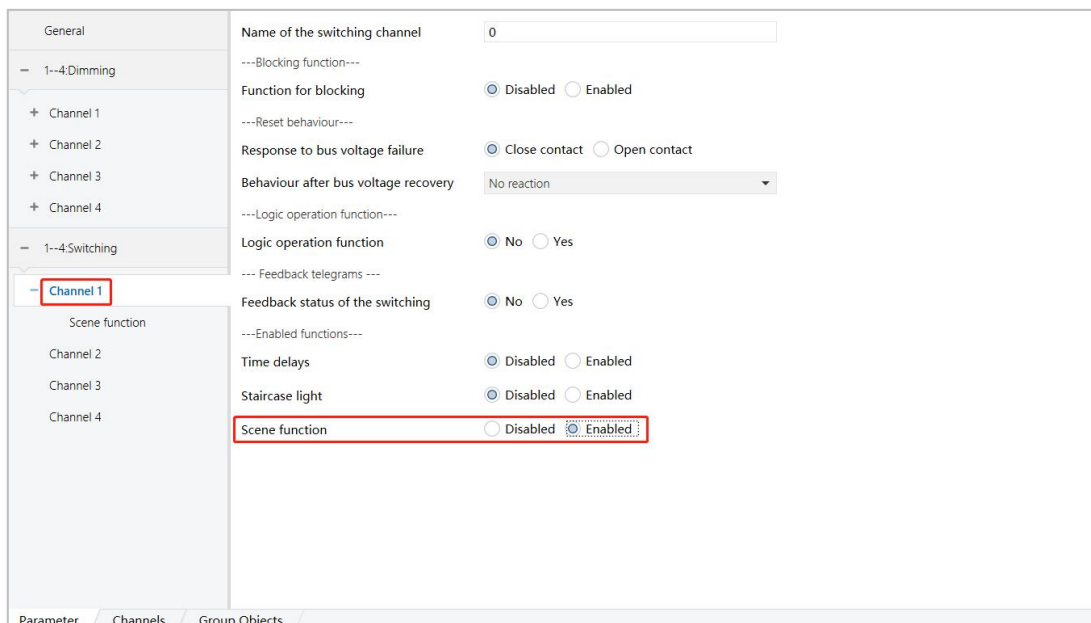 General
1--4:Dimming
Channel 1
Channel 2
Channel 3
Channel 4
1--4:Switching
Channel 1
Scene function
Channel 2
Channel 3
Channel 4
Name of the switching channel 0
---Blocking function---
Function for blocking Disabled Enabled
---Reset behaviour---
Response to bus voltage failure Close contact Open contact
Behaviour after bus voltage recovery No reaction
---Logic operation function---
Logic operation function No Yes
--- Feedback telegrams ---
Feedback status of the switching No Yes
---Enabled functions---
Time delays Disabled Enabled
Staircase light Disabled Enabled
Scene function Disabled Enabled
Parameter Channels Group Objects